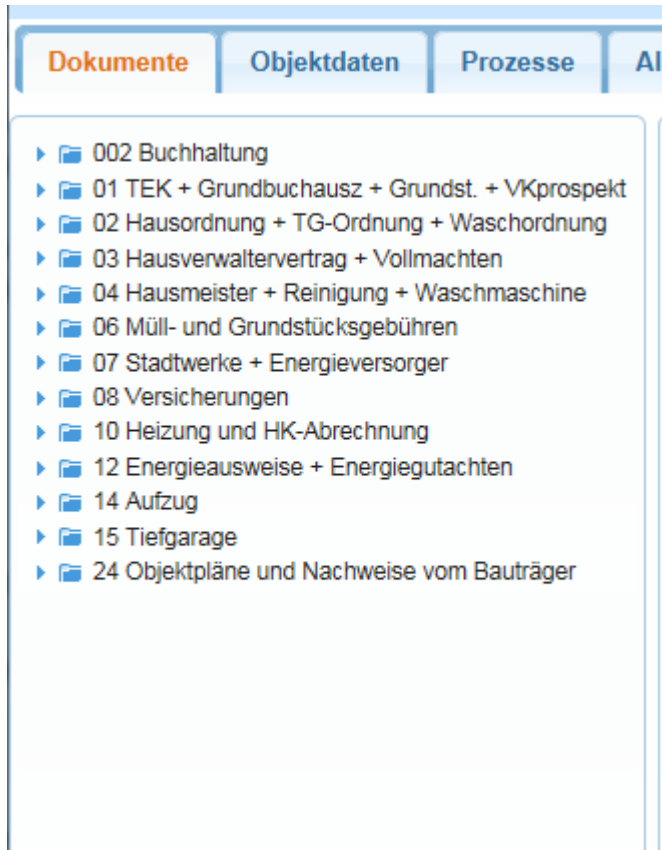 Dokumente Objektdaten Prozesse Al
002 Buchhaltung
01 TEK + Grundbuchausz + Grundst. + VKprospekt
02 Hausordnung + TG-Ordnung + Waschordnung
03 Hausverwaltervertrag + Vollmachten
04 Hausmeister + Reinigung + Waschmaschine
06 Müll- und Grundstücksgebühren
07 Stadtwerke + Energieversorger
08 Versicherungen
10 Heizung und HK-Abrechnung
12 Energieausweise + Energiegutachten
14 Aufzug
15 Tiefgarage
24 Objektpläne und Nachweise vom Bauträger